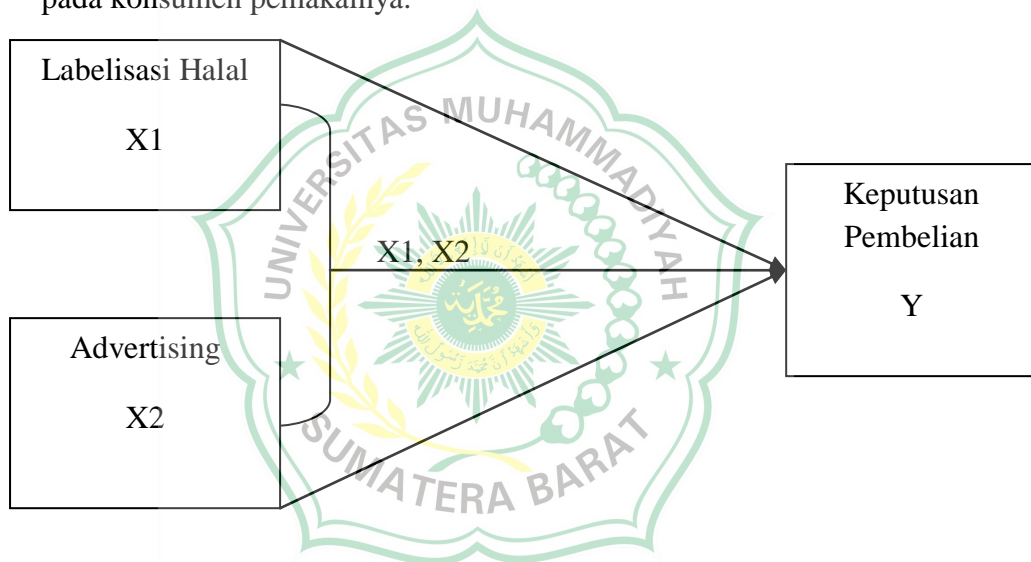 pada konsumen pemakainya.
Labelisasi Halal
X1
X1, X2
Keputusan
Pembelian
Y
Advertising
X2
UNIVERSITAS MUHAMMADIYAH
SUMATERA BARAT